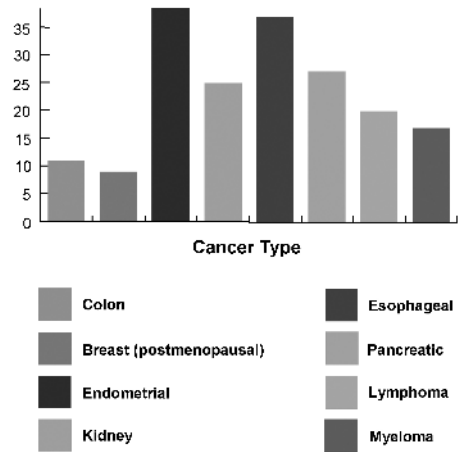 35
30
25
20
15
10
5
0
Cancer Type
Colon
Breast (postmenopausal)
Endometrial
Kidney
Esophageal
Pancreatic
Lymphoma
Myeloma